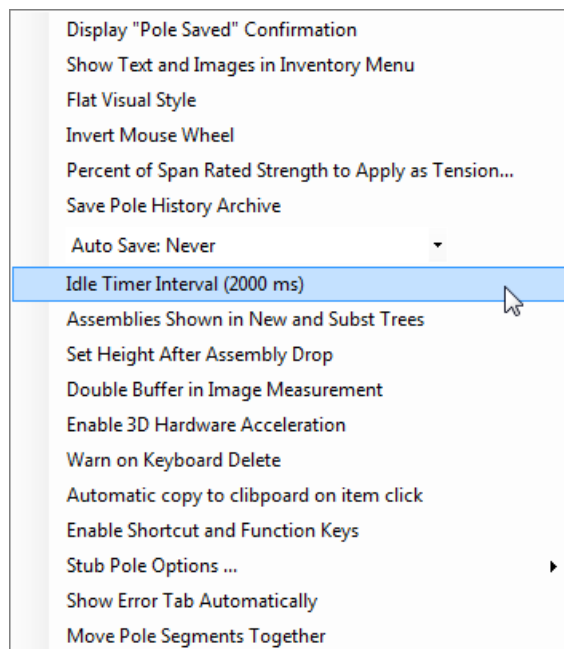 Display "Pole Saved" Confirmation
Show Text and Images in Inventory Menu
Flat Visual Style
Invert Mouse Wheel
Percent of Span Rated Strength to Apply as Tension...
Save Pole History Archive
Auto Save: Never
Idle Timer Interval (2000 ms)
Assemblies Shown in New and Subst Trees
Set Height After Assembly Drop
Double Buffer in Image Measurement
Enable 3D Hardware Acceleration
Warn on Keyboard Delete
Automatic copy to clibpoard on item click
Enable Shortcut and Function Keys
Stub Pole Options ...
Show Error Tab Automatically
Move Pole Segments Together